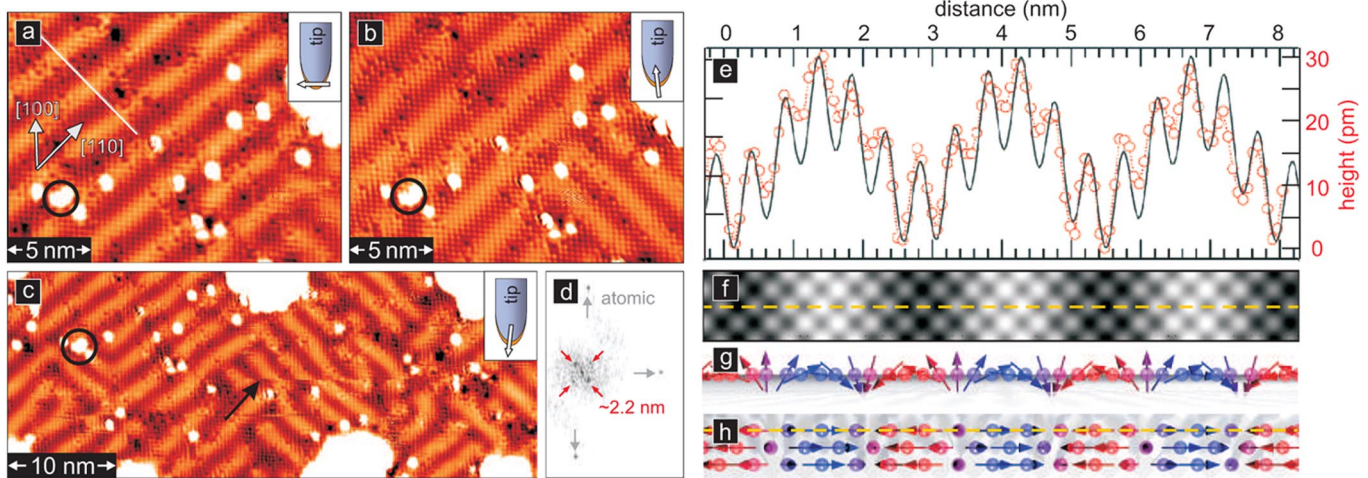 a
[100]
[110]
5 nm
tip
b
5 nm
tip
c
10 nm
tip
d
atomic
~2.2 nm
distance (nm)
0 1 2 3 4 5 6 7 8
e
30
20
10
0
height (pm)
f
g
h